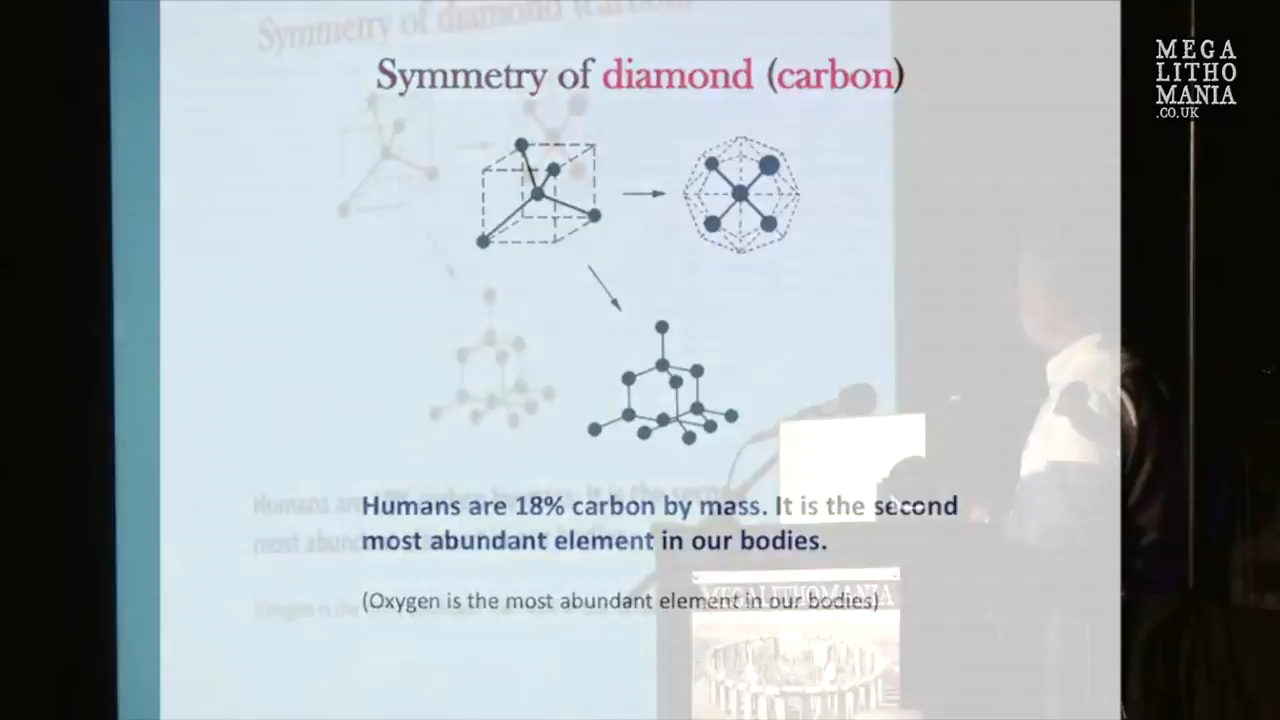 Symmetry of diamond (carbon)
MEGA
LITHO
MANIA
.CO.UK
Humans are 18% carbon by mass. It is the second
most abundant element in our bodies.
(Oxygen is the most abundant element in our bodies)
MEGALITHOMANIA